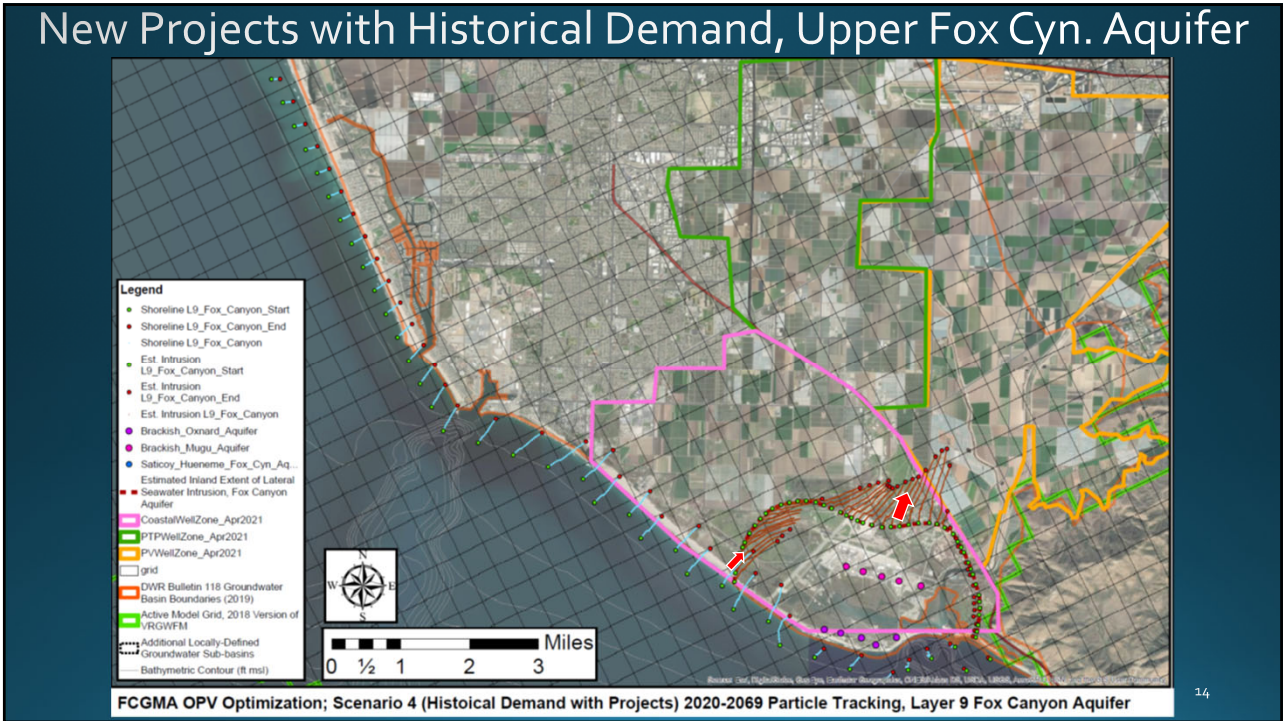 New Projects with Historical Demand, Upper Fox Cyn. Aquifer
Legend
Shoreline L9_Fox_Canyon_Start
Shoreline L9_Fox_Canyon_End
Shoreline L9_Fox_Canyon
Est. Intrusion
L9_Fox_Canyon_Start
Est. Intrusion
L9_Fox_Canyon_End
Est. Intrusion L9_Fox_Canyon
Brackish_Oxnard_Aquifer
Brackish_Mugu_Aquifer
Saticoy_Hueneme_Fox_Cyn_Aq...
Estimated Inland Extent of Lateral
Seawater Intrusion, Fox Canyon
Aquifer
CoastalWellZone_Apr2021
PTPWellZone_Apr2021
PVWellZone_Apr2021
grid
DWR Bulletin 118 Groundwater
Basin Boundaries (2019)
Active Model Grid, 2018 Version of
VRGWFM
Additional Locally-Defined
Groundwater Sub-basins
Bathymetric Contour (ft msl)
N
W E
S
Miles
0 ½ 1 2 3
FCGMA OPV Optimization; Scenario 4 (Histoical Demand with Projects) 2020-2069 Particle Tracking, Layer 9 Fox Canyon Aquifer
14